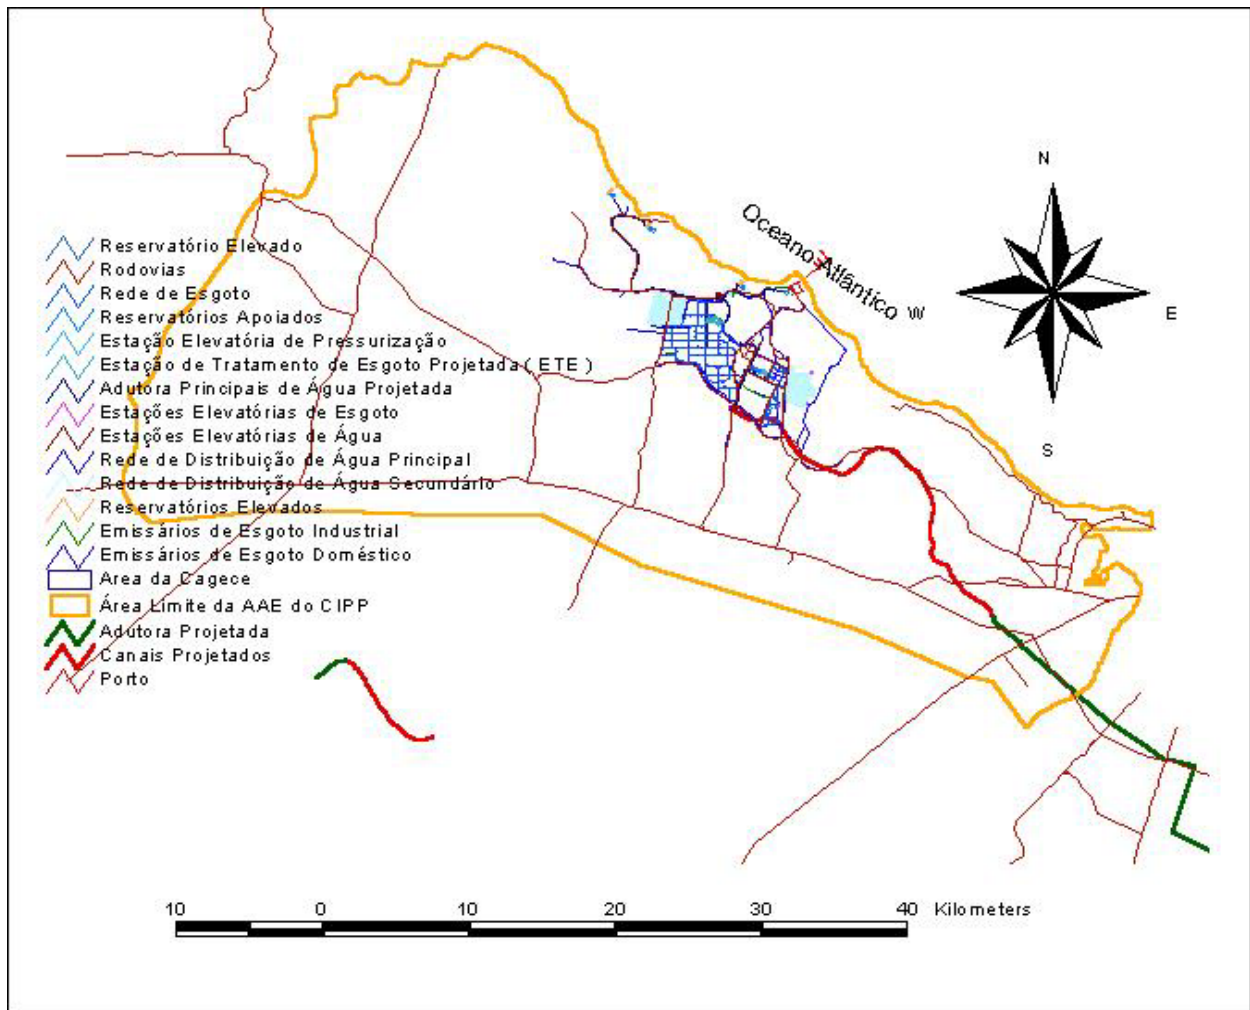 N
Oceano Atlântico
W
E
S
Reservatório Elevado
Rodovias
Rede de Esgoto
Reservatórios Apoiados
Estação Elevatória de Pressurização
Estação de Tratamento de Esgoto Projetada ( ETE )
Adutora Principais de Água Projetada
Estações Elevatórias de Esgoto
Estações Elevatórias de Água
Rede de Distribuição de Água Principal
Rede de Distribuição de Água Secundário
Reservatórios Elevados
Emissários de Esgoto Industrial
Emissários de Esgoto Doméstico
Area da Cagece
Área Limite da AAE do CIPP
Adutora Projetada
Canais Projetados
Porto
10 0 10 20 30 40 Kilometers